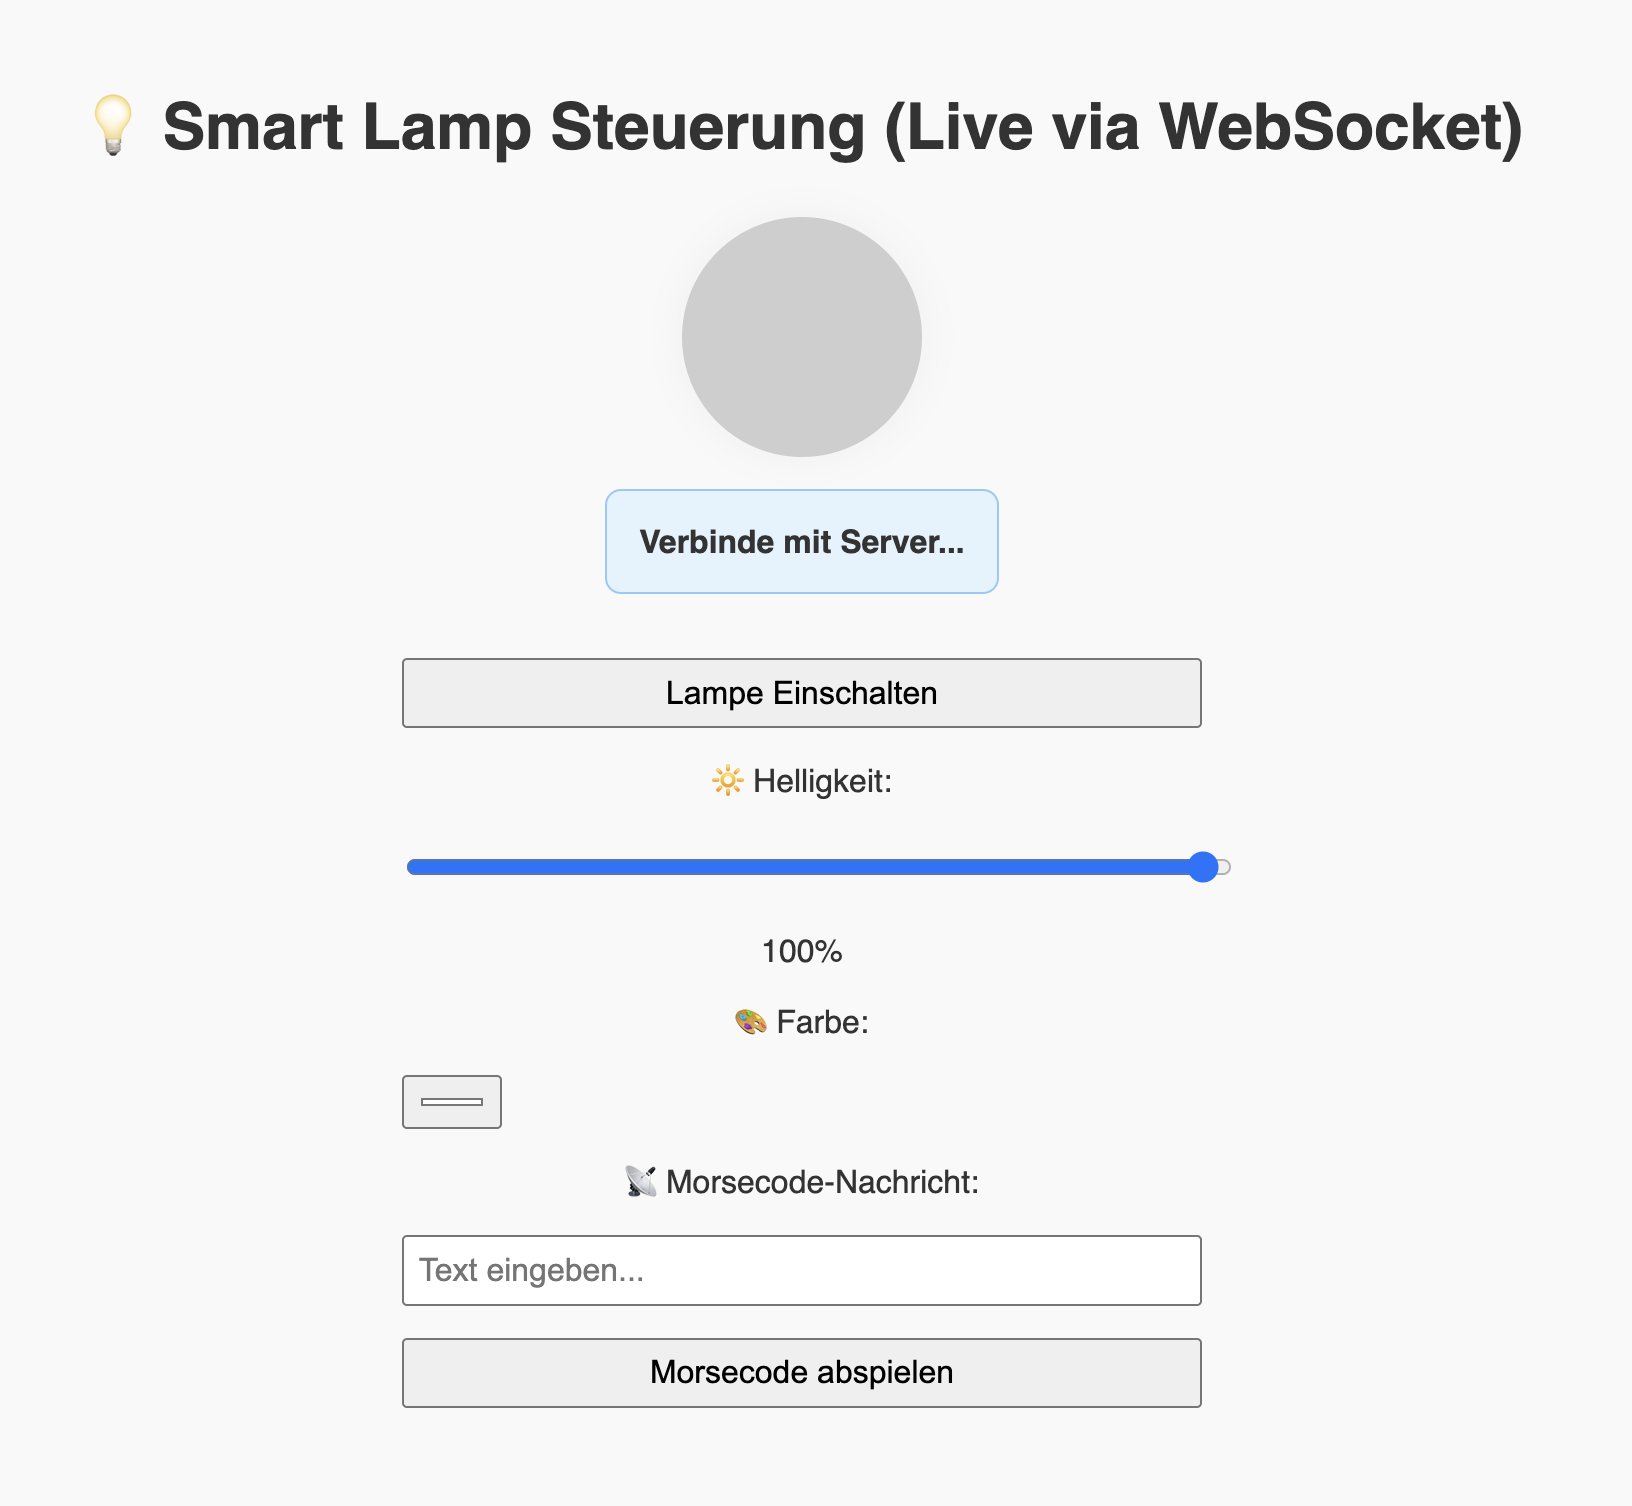 💡 Smart Lamp Steuerung (Live via WebSocket)
Verbinde mit Server...
Lampe Einschalten
🔆 Helligkeit:
100%
🎨 Farbe:
📡 Morsecode-Nachricht:
Text eingeben...
Morsecode abspielen